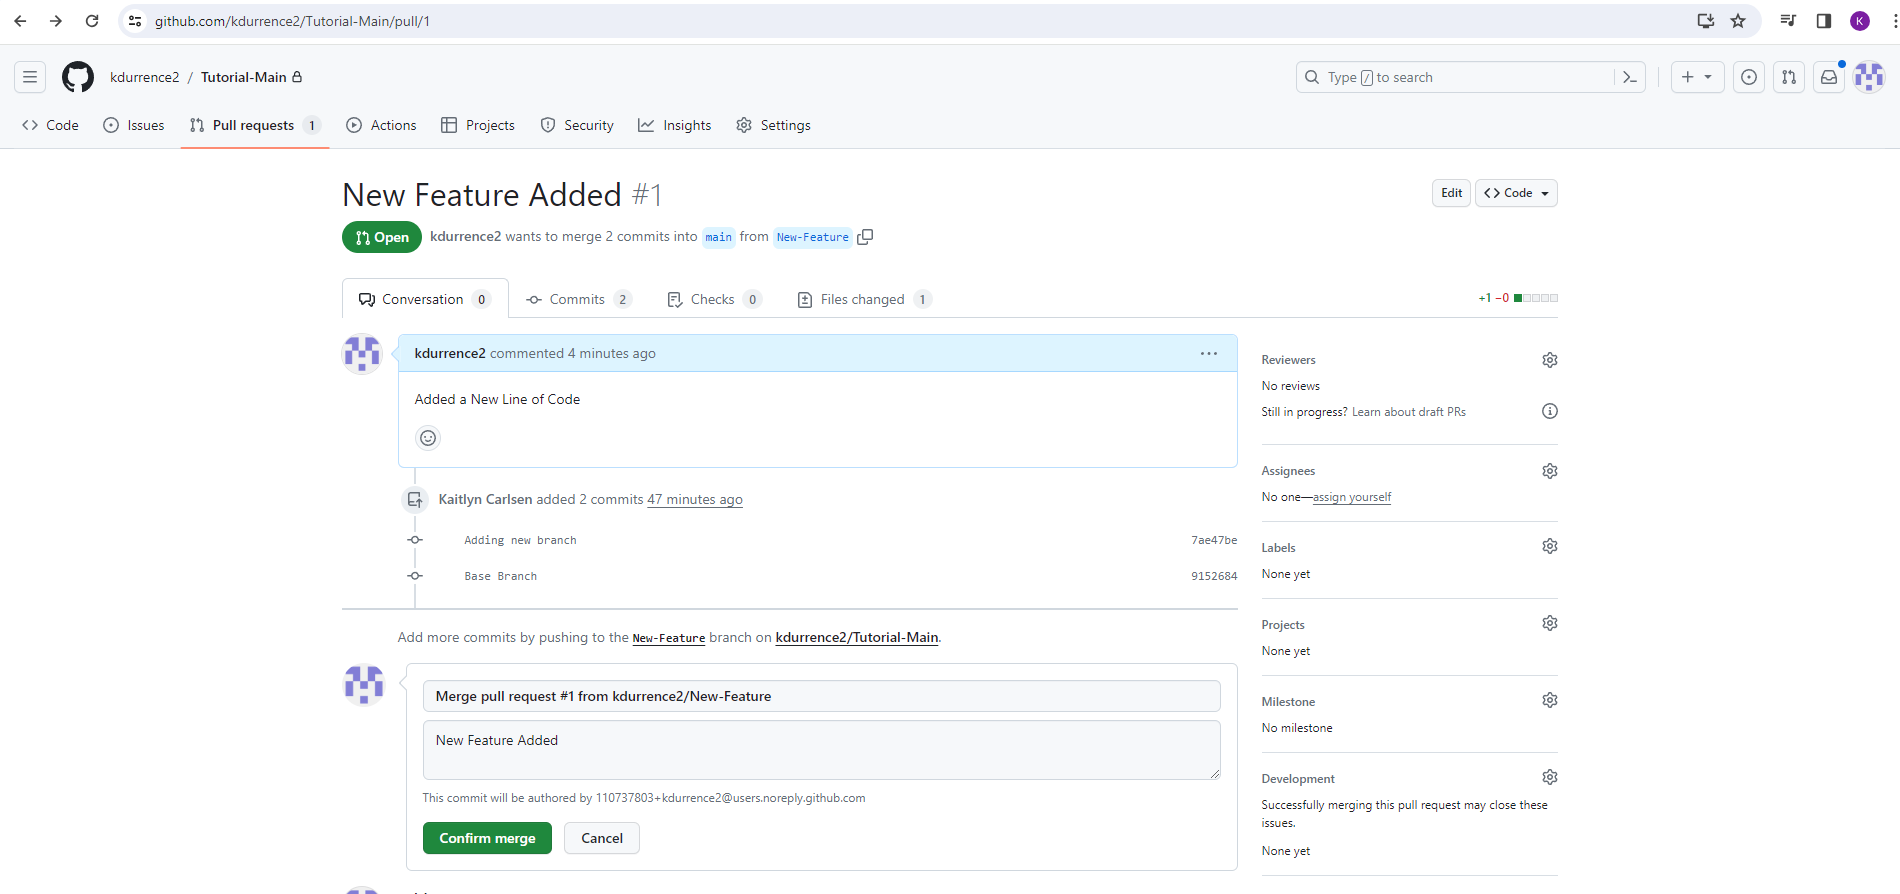 github.com/kdurrence2/Tutorial-Main/pull/1
K
kdurrence2 / Tutorial-Main
Type / to search
Code
Issues
Pull requests 1
Actions
Projects
Security
Insights
Settings
New Feature Added #1
Edit
Code
Open
kdurrence2 wants to merge 2 commits into main from New-Feature
Conversation 0
Commits 2
Checks 0
Files changed 1
+1 −0
kdurrence2 commented 4 minutes ago
Added a New Line of Code
Kaitlyn Carlsen added 2 commits 47 minutes ago
Adding new branch 7ae47be
Base Branch 9152684
Add more commits by pushing to the New-Feature branch on kdurrence2/Tutorial-Main.
Merge pull request #1 from kdurrence2/New-Feature
New Feature Added
This commit will be authored by 110737803+kdurrence2@users.noreply.github.com
Confirm merge
Cancel
Reviewers
No reviews
Still in progress? Learn about draft PRs
Assignees
No one—assign yourself
Labels
None yet
Projects
None yet
Milestone
No milestone
Development
Successfully merging this pull request may close these
issues.
None yet